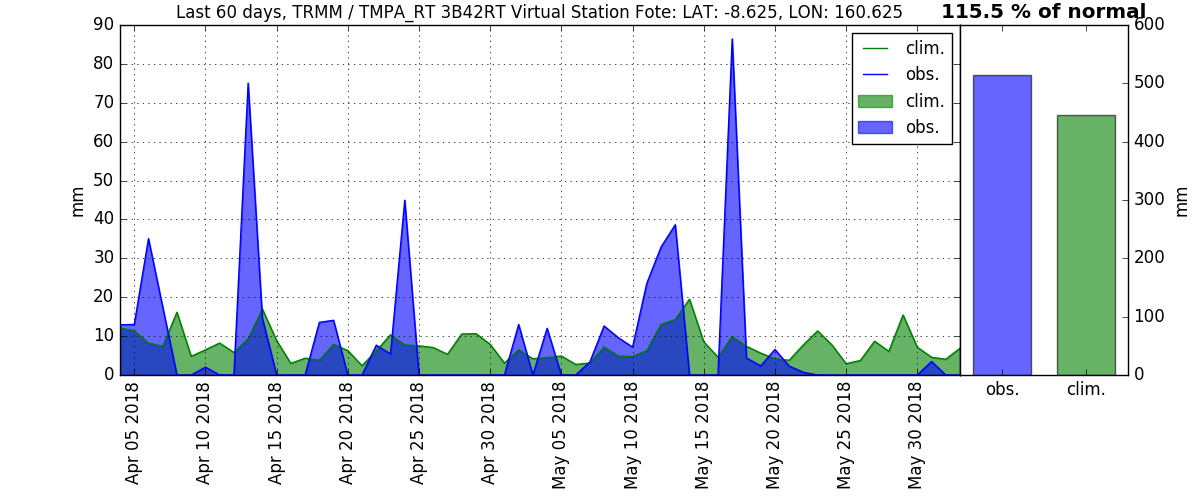 Last 60 days, TRMM / TMPA_RT 3B42RT Virtual Station Fote: LAT: -8.625, LON: 160.625
115.5 % of normal
90
80
70
60
50
40
30
20
10
0
mm
clim.
obs.
clim.
obs.
600
500
400
300
200
100
0
mm
obs. clim.
Apr 05 2018
Apr 10 2018
Apr 15 2018
Apr 20 2018
Apr 25 2018
Apr 30 2018
May 05 2018
May 10 2018
May 15 2018
May 20 2018
May 25 2018
May 30 2018